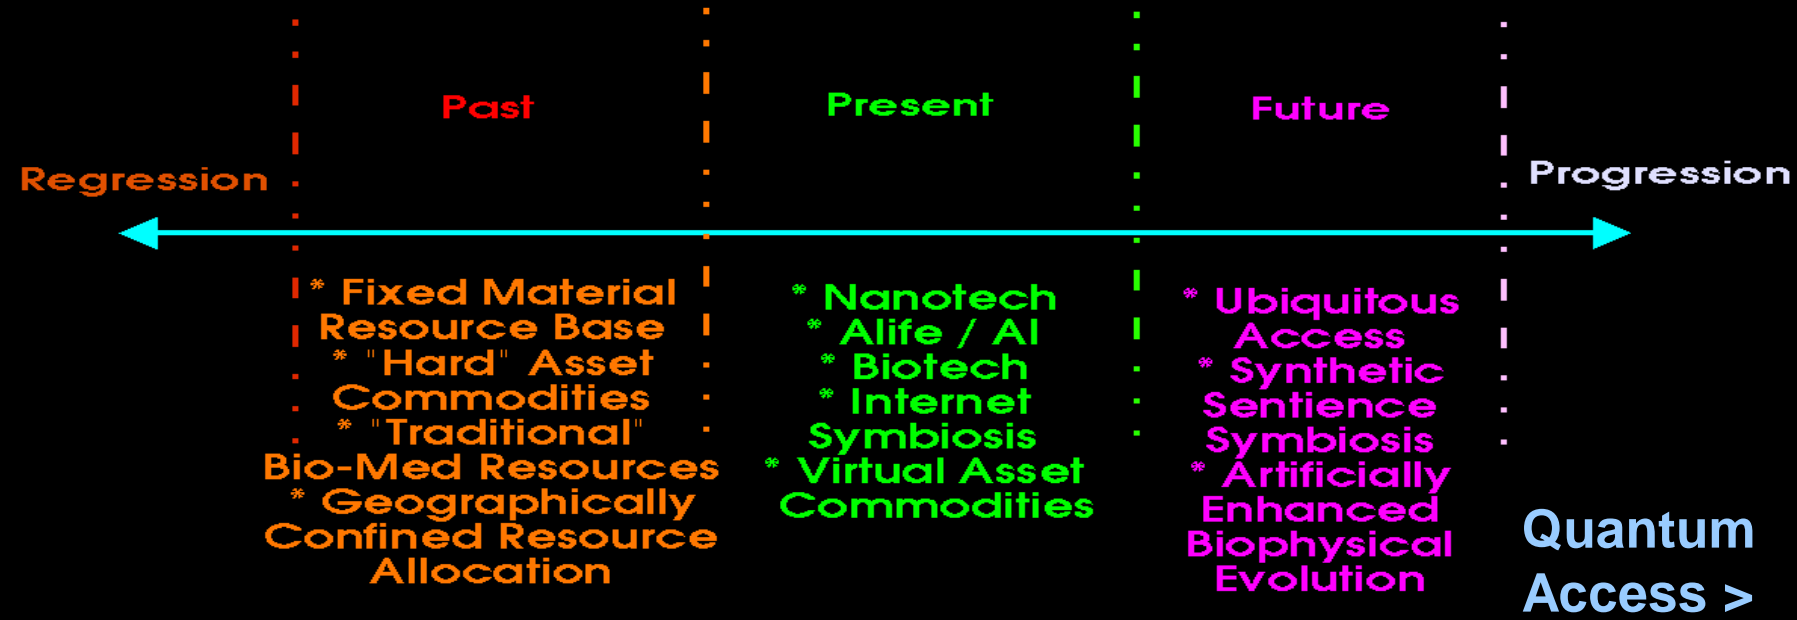 Past
Present
Future
Regression
Progression
* Fixed Material
Resource Base
* "Hard" Asset
Commodities
* "Traditional"
Bio-Med Resources
* Geographically
Confined Resource
Allocation
* Nanotech
* Alife / AI
* Biotech
* Internet
Symbiosis
* Virtual Asset
Commodities
* Ubiquitous
Access
* Synthetic
Sentience
Symbiosis
* Artificially
Enhanced
Biophysical
Evolution
Quantum
Access >